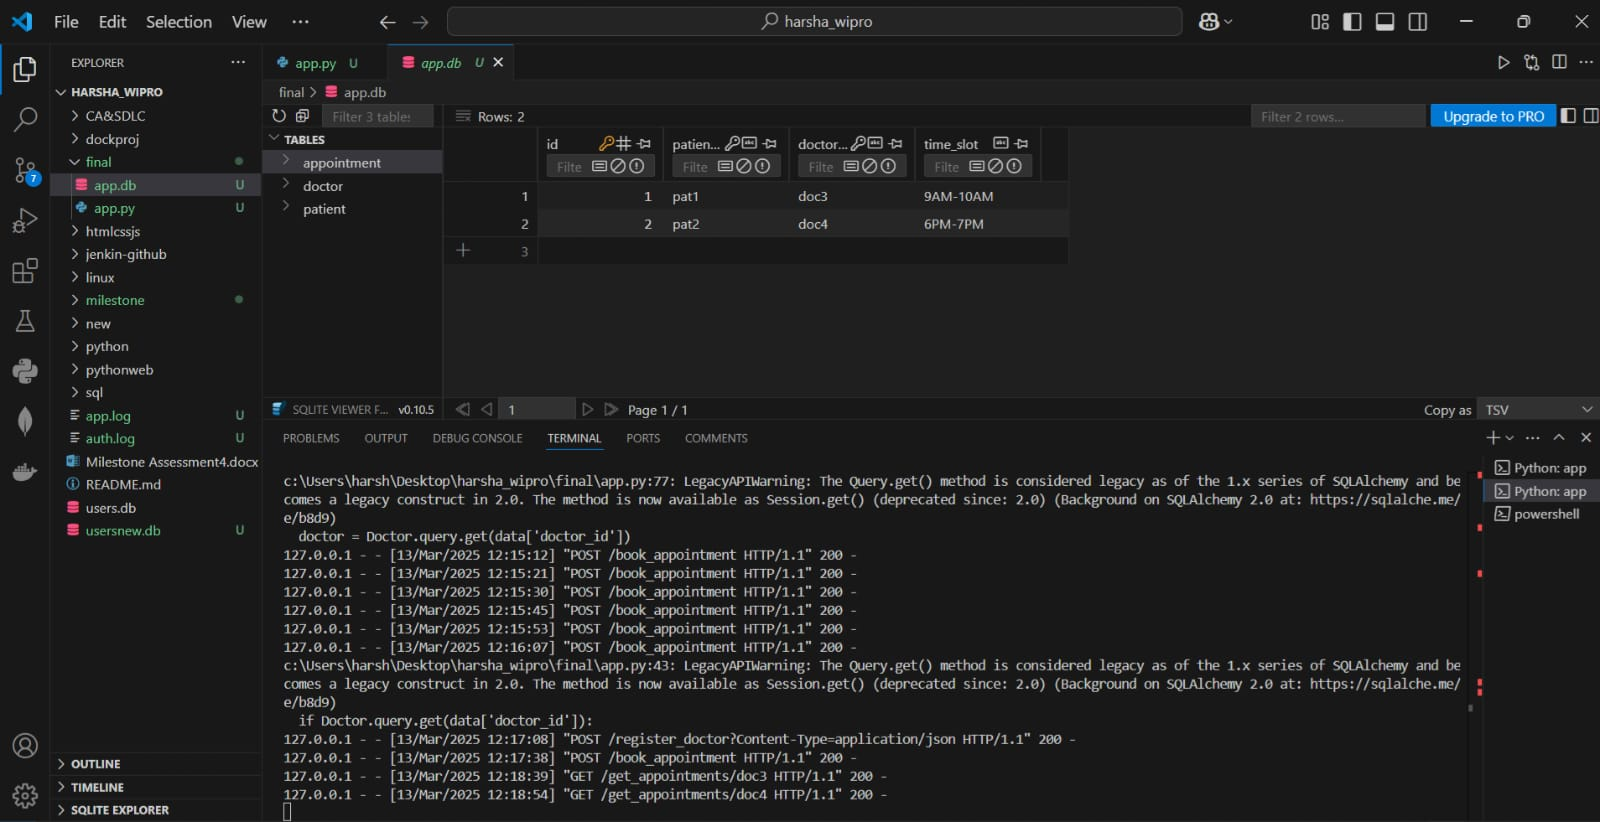 File Edit Selection View ··· harsha_wipro
EXPLORER ···
HARSHA_WIPRO
CA&SDLC
dockproj
final
app.db U
app.py U
htmlcssjs
jenkin-github
linux
milestone
new
python
pythonweb
sql
app.log U
auth.log U
Milestone Assessment4.docx
README.md
users.db
usersnew.db U
OUTLINE
TIMELINE
SQLITE EXPLORER
7
app.py U app.db U
final > app.db
Filter 3 table: Rows: 2 Filter 2 rows... Upgrade to PRO
TABLES
appointment
doctor
patient
id patien... doctor... time_slot
Filte Filte Filte Filte
1 1 pat1 doc3 9AM-10AM
2 2 pat2 doc4 6PM-7PM
3
SQLITE VIEWER F... v0.10.5 1 Page 1 / 1 Copy as TSV
PROBLEMS OUTPUT DEBUG CONSOLE TERMINAL PORTS COMMENTS
c:\Users\harsh\Desktop\harsha_wipro\final\app.py:77: LegacyAPIWarning: The Query.get() method is considered legacy as of the 1.x series of SQLAlchemy and be
comes a legacy construct in 2.0. The method is now available as Session.get() (deprecated since: 2.0) (Background on SQLAlchemy 2.0 at: https://sqlalche.me/
e/b8d9)
doctor = Doctor.query.get(data['doctor_id'])
127.0.0.1 - - [13/Mar/2025 12:15:12] "POST /book_appointment HTTP/1.1" 200 -
127.0.0.1 - - [13/Mar/2025 12:15:21] "POST /book_appointment HTTP/1.1" 200 -
127.0.0.1 - - [13/Mar/2025 12:15:30] "POST /book_appointment HTTP/1.1" 200 -
127.0.0.1 - - [13/Mar/2025 12:15:45] "POST /book_appointment HTTP/1.1" 200 -
127.0.0.1 - - [13/Mar/2025 12:15:53] "POST /book_appointment HTTP/1.1" 200 -
127.0.0.1 - - [13/Mar/2025 12:16:07] "POST /book_appointment HTTP/1.1" 200 -
c:\Users\harsh\Desktop\harsha_wipro\final\app.py:43: LegacyAPIWarning: The Query.get() method is considered legacy as of the 1.x series of SQLAlchemy and be
comes a legacy construct in 2.0. The method is now available as Session.get() (deprecated since: 2.0) (Background on SQLAlchemy 2.0 at: https://sqlalche.me/
e/b8d9)
if Doctor.query.get(data['doctor_id']):
127.0.0.1 - - [13/Mar/2025 12:17:08] "POST /register_doctor?Content-Type=application/json HTTP/1.1" 200 -
127.0.0.1 - - [13/Mar/2025 12:17:38] "POST /book_appointment HTTP/1.1" 200 -
127.0.0.1 - - [13/Mar/2025 12:18:39] "GET /get_appointments/doc3 HTTP/1.1" 200 -
127.0.0.1 - - [13/Mar/2025 12:18:54] "GET /get_appointments/doc4 HTTP/1.1" 200 -
Python: app
Python: app
powershell